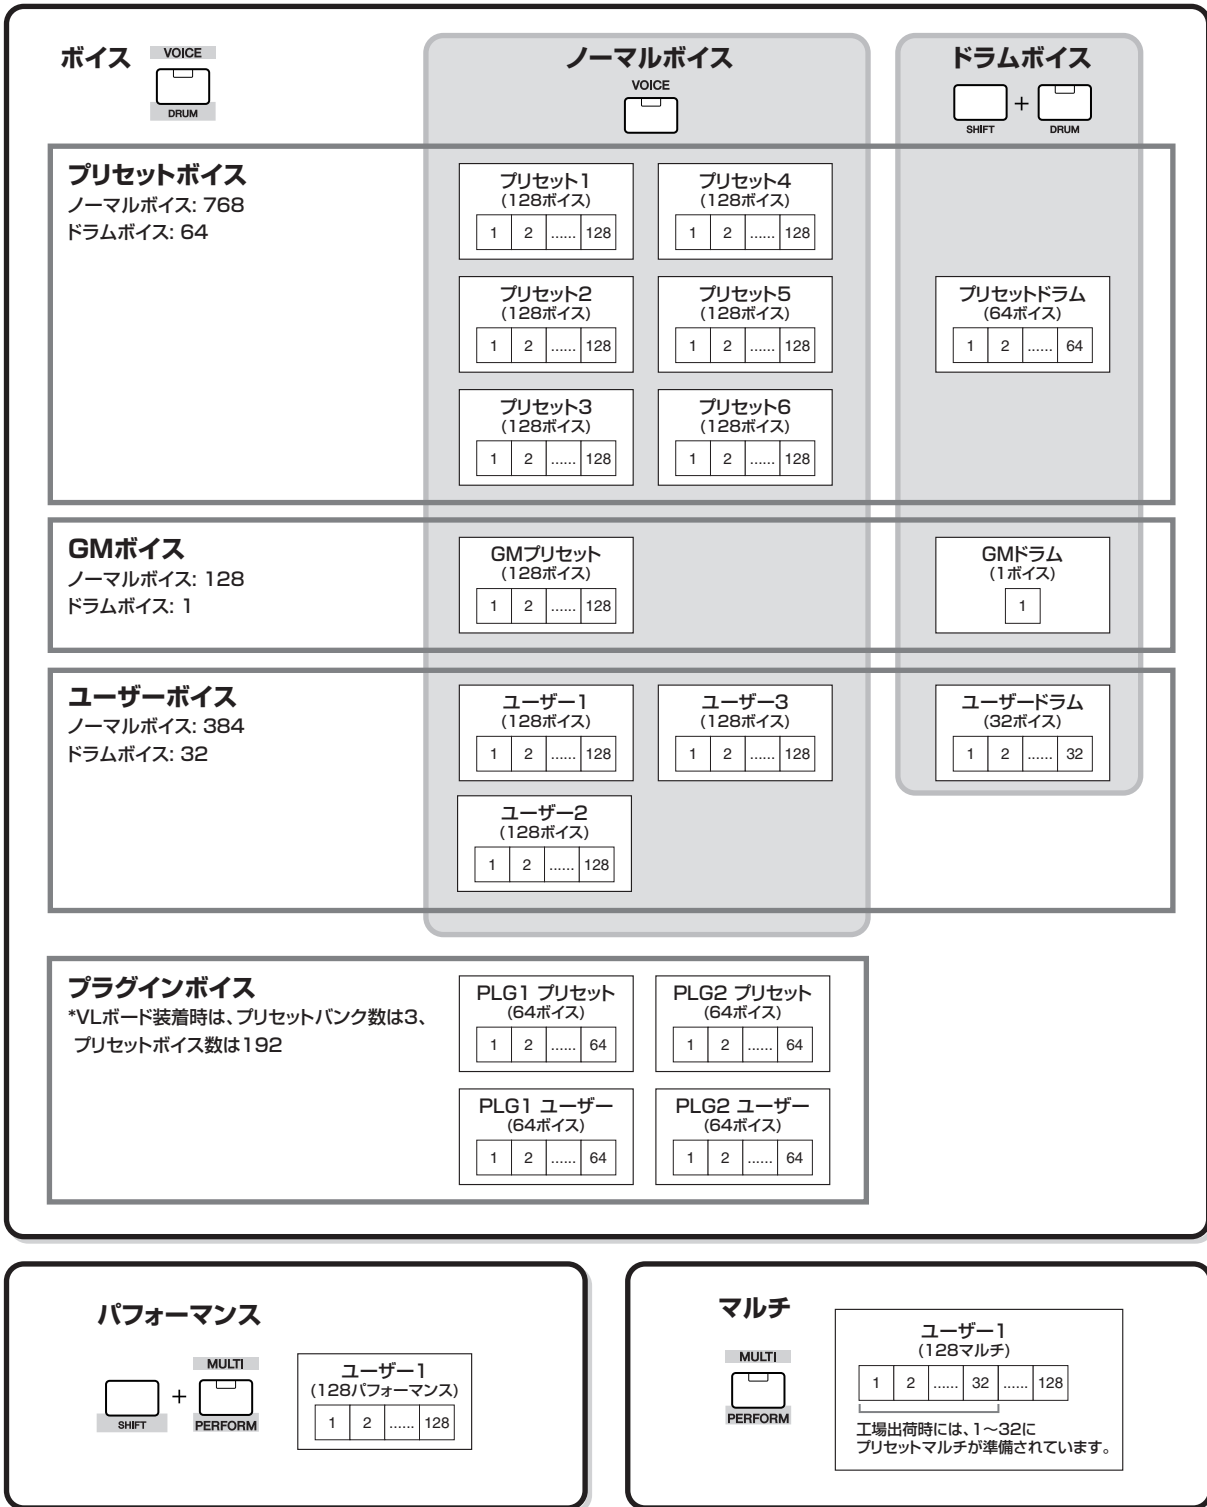 ボイス
VOICE
DRUM
ノーマルボイス
VOICE
ドラムボイス
+
SHIFT
DRUM
プリセットボイス
ノーマルボイス: 768
ドラムボイス: 64
プリセット1
(128ボイス)
1 2 ...... 128
プリセット4
(128ボイス)
1 2 ...... 128
プリセット2
(128ボイス)
1 2 ...... 128
プリセット5
(128ボイス)
1 2 ...... 128
プリセットドラム
(64ボイス)
1 2 ...... 64
プリセット3
(128ボイス)
1 2 ...... 128
プリセット6
(128ボイス)
1 2 ...... 128
GMボイス
ノーマルボイス: 128
ドラムボイス: 1
GMプリセット
(128ボイス)
1 2 ...... 128
GMドラム
(1ボイス)
1
ユーザーボイス
ノーマルボイス: 384
ドラムボイス: 32
ユーザー1
(128ボイス)
1 2 ...... 128
ユーザー3
(128ボイス)
1 2 ...... 128
ユーザードラム
(32ボイス)
1 2 ...... 32
ユーザー2
(128ボイス)
1 2 ...... 128
プラグインボイス
*VLボード装着時は、プリセットバンク数は3、
プリセットボイス数は192
PLG1 プリセット
(64ボイス)
1 2 ...... 64
PLG2 プリセット
(64ボイス)
1 2 ...... 64
PLG1 ユーザー
(64ボイス)
1 2 ...... 64
PLG2 ユーザー
(64ボイス)
1 2 ...... 64
パフォーマンス
SHIFT
+
MULTI
PERFORM
ユーザー1
(128パフォーマンス)
1 2 ...... 128
マルチ
MULTI
PERFORM
ユーザー1
(128マルチ)
1 2 ...... 32 ...... 128
工場出荷時には、1～32に
プリセットマルチが準備されています。